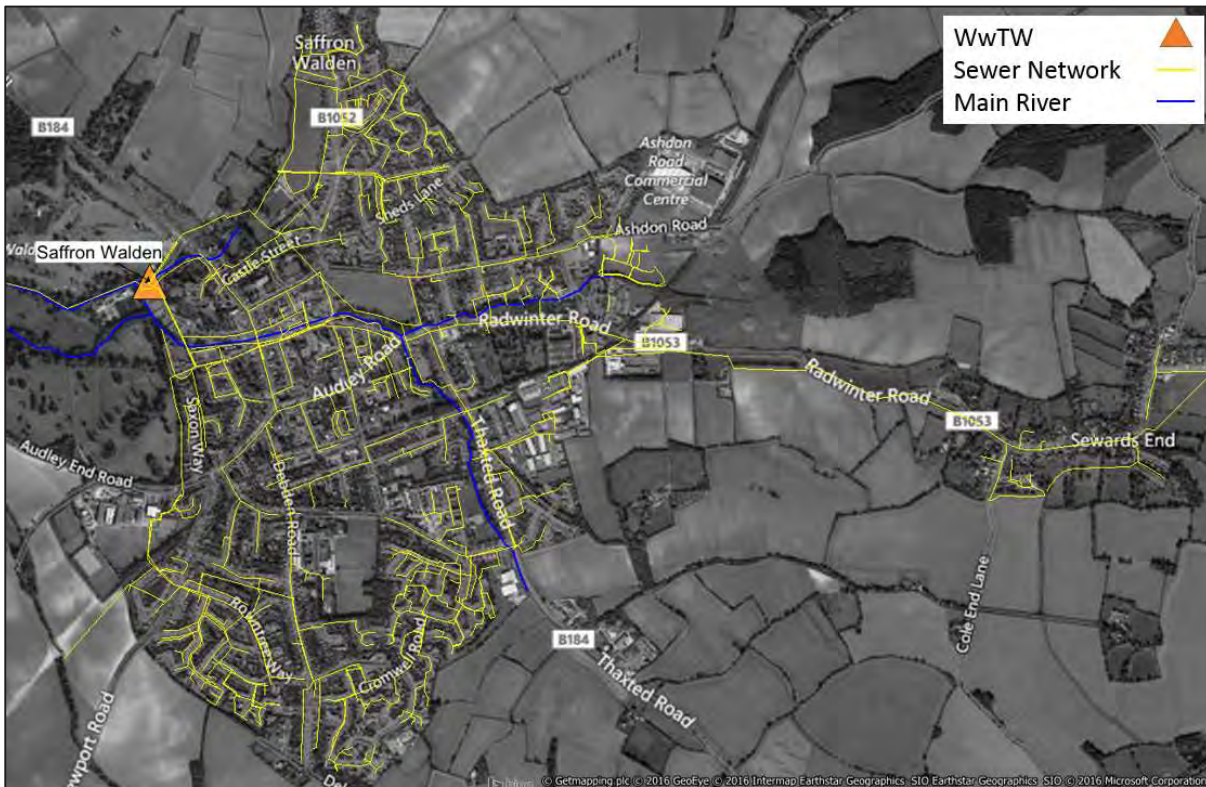 WwTW
Sewer Network
Main River
Saffron
Walden
B1052
B184
Ashdon
Road
Commercial
Centre
Sheds Lane
Ashdon Road
Castle Street
Saffron Walden
Radwinter Road
B1053
Audley Road
Radwinter Road
B1053
Sewards End
Saxon Way
Thaxted Road
Audley End Road
Debden Road
Cole End Lane
Rowntree Way
Cromwell Road
B184
Thaxted Road
wport Road
© Getmapping plc © 2016 GeoEye © 2016 Intermap Earthstar Geographics SIO Earthstar Geographics SIO © 2016 Microsoft Corporation